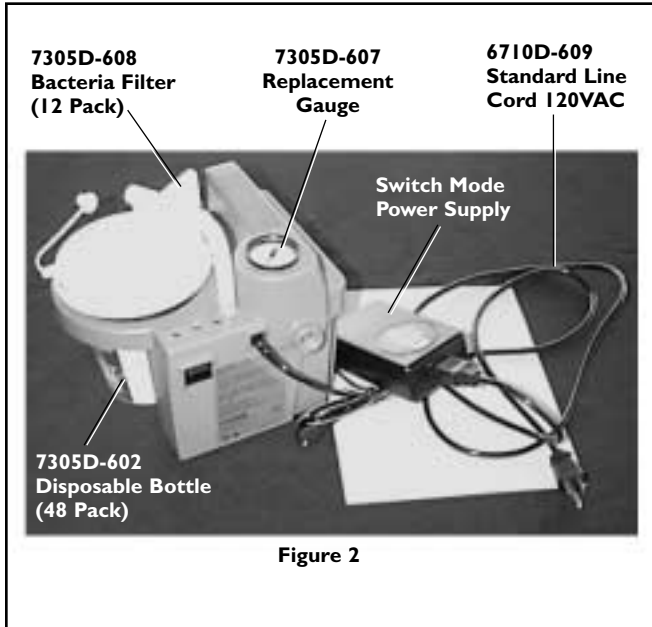 7305D-608
Bacteria Filter
(12 Pack)
7305D-607
Replacement
Gauge
6710D-609
Standard Line
Cord 120VAC
Switch Mode
Power Supply
7305D-602
Disposable Bottle
(48 Pack)
Figure 2